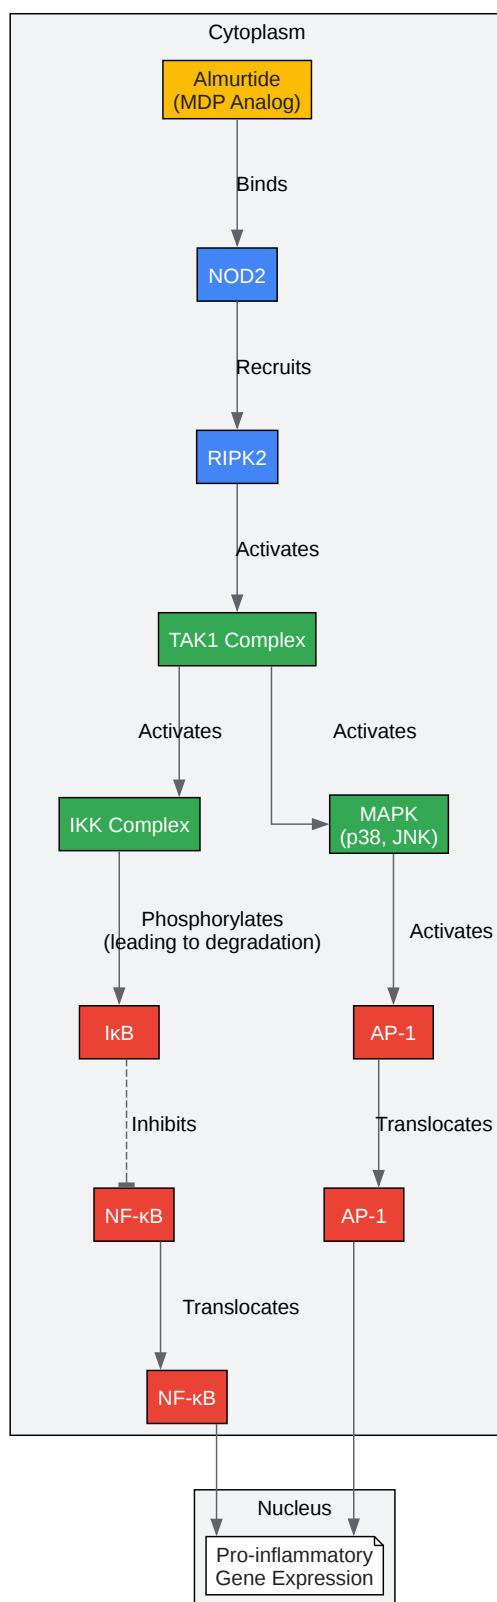 Cytoplasm
Almurtide
(MDP Analog)
Binds
NOD2
Recruits
RIPK2
Activates
TAK1 Complex
Activates
Activates
IKK Complex
MAPK
(p38, JNK)
Phosphorylates
(leading to degradation)
Activates
IκB
AP-1
Inhibits
Translocates
NF-κB
AP-1
Translocates
NF-κB
Nucleus
Pro-inflammatory
Gene Expression